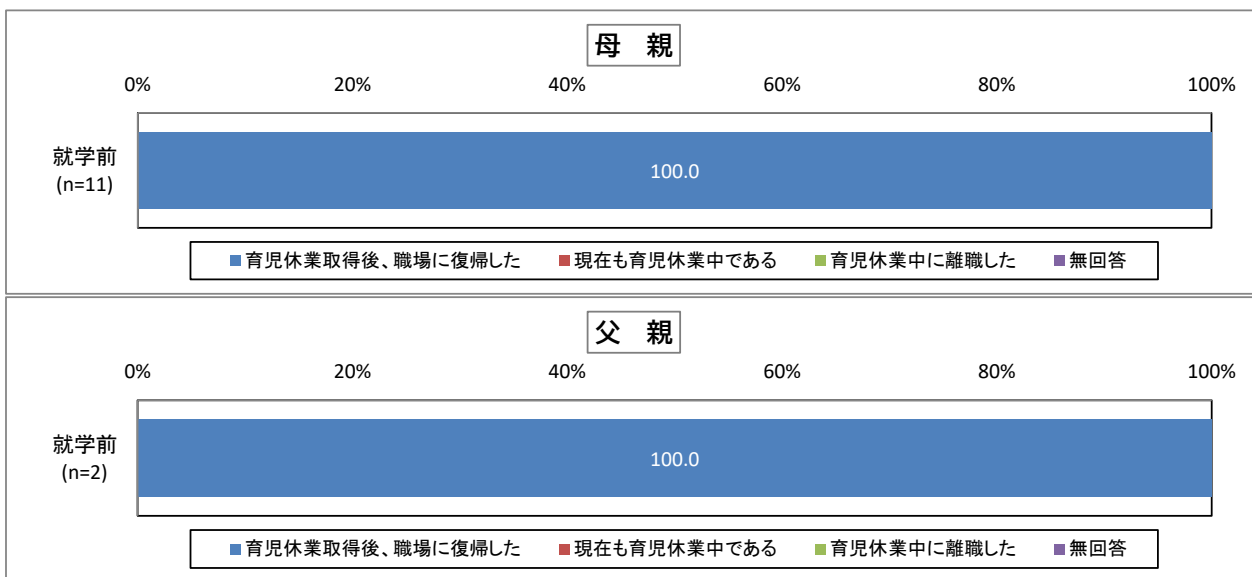 母　親
0% 20% 40% 60% 80% 100%
就学前
(n=11)
100.0
育児休業取得後、職場に復帰した 現在も育児休業中である 育児休業中に離職した 無回答
父　親
0% 20% 40% 60% 80% 100%
就学前
(n=2)
100.0
育児休業取得後、職場に復帰した 現在も育児休業中である 育児休業中に離職した 無回答